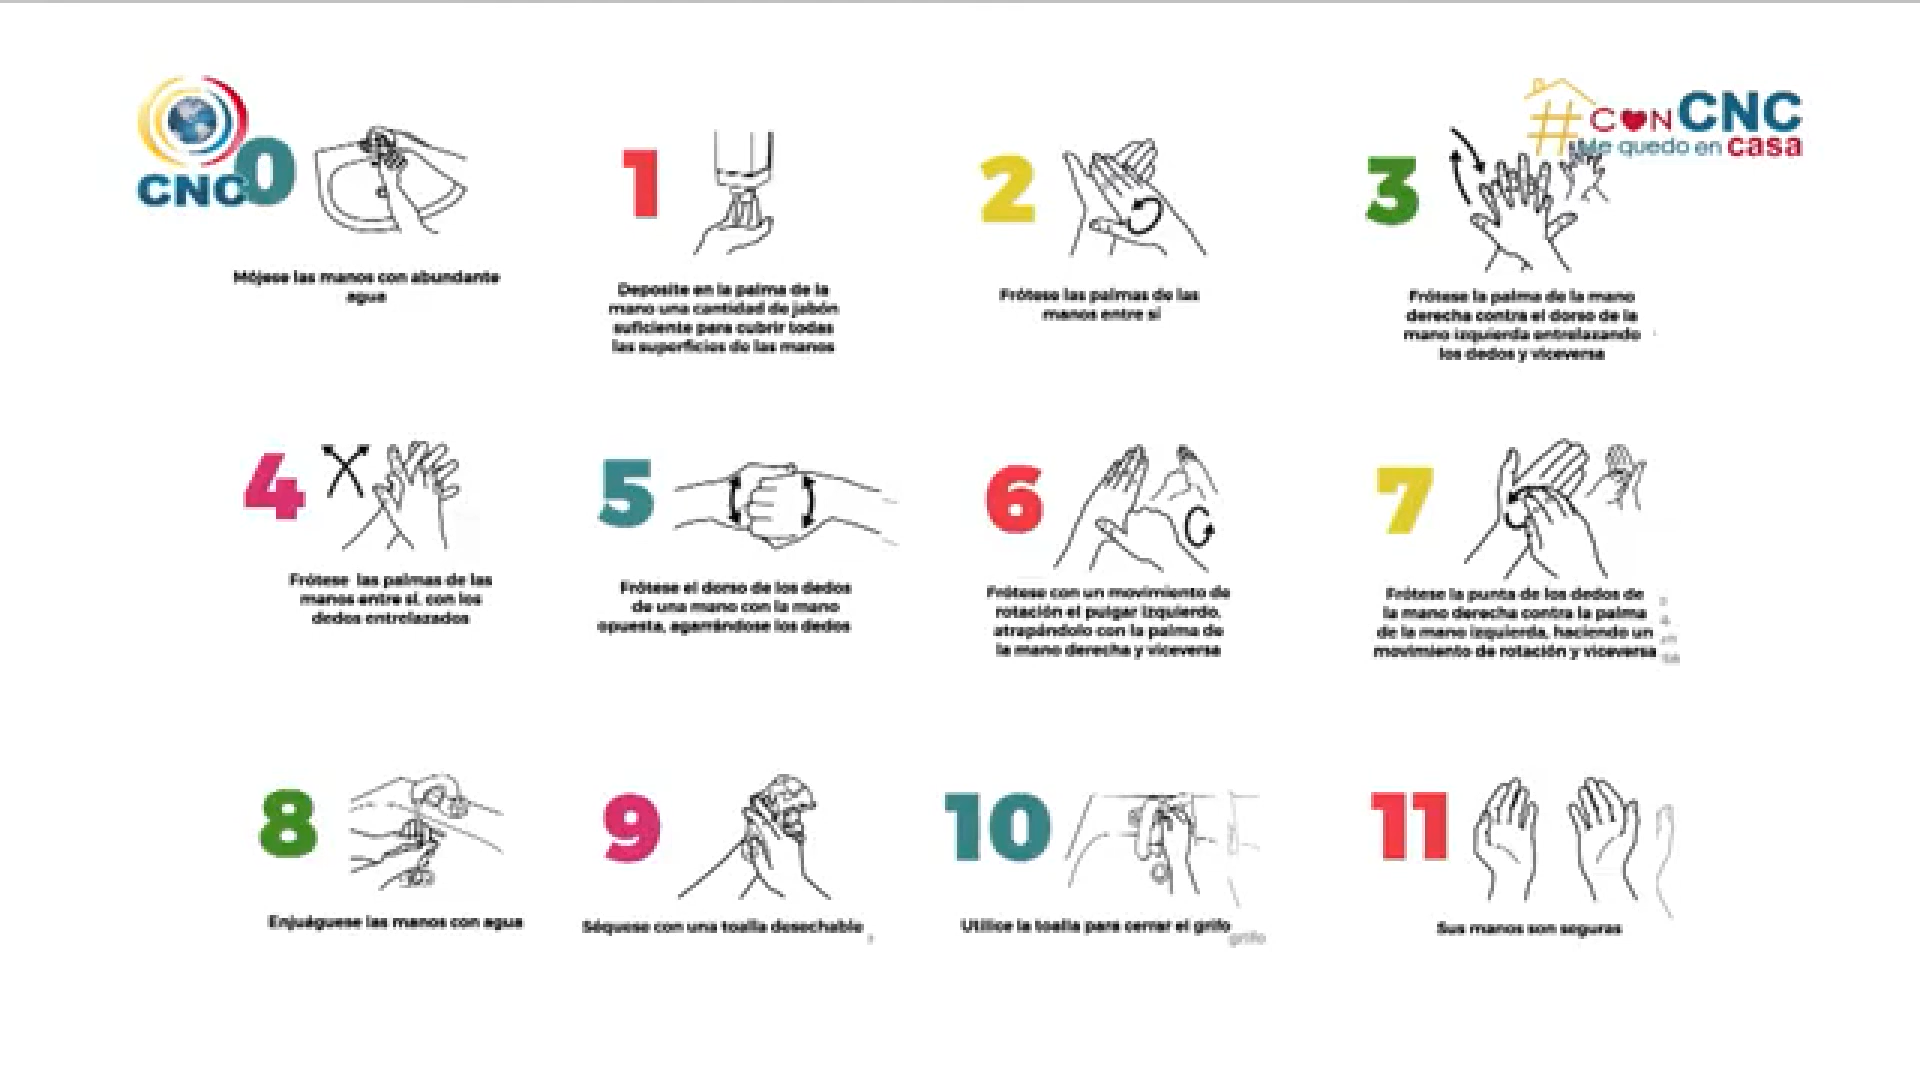 CNC
#CONCNC
Me quedo en casa
0
Mójese las manos con abundante
agua
1
Deposite en la palma de la
mano una cantidad de jabón
suficiente para cubrir todas
las superficies de las manos
2
Frótese las palmas de las
manos entre sí
3
Frótese la palma de la mano
derecha contra el dorso de la
mano izquierda entrelazando
los dedos y viceversa
4
Frótese las palmas de las
manos entre sí, con los
dedos entrelazados
5
Frótese el dorso de los dedos
de una mano con la mano
opuesta, agarrándose los dedos
6
Frótese con un movimiento de
rotación el pulgar izquierdo,
atrapándolo con la palma de
la mano derecha y viceversa
7
Frótese la punta de los dedos de
la mano derecha contra la palma
de la mano izquierda, haciendo un
movimiento de rotación y viceversa
8
Enjuáguese las manos con agua
9
Séquese con una toalla desechable
10
Utilice la toalla para cerrar el grifo
grifo
11
Sus manos son seguras